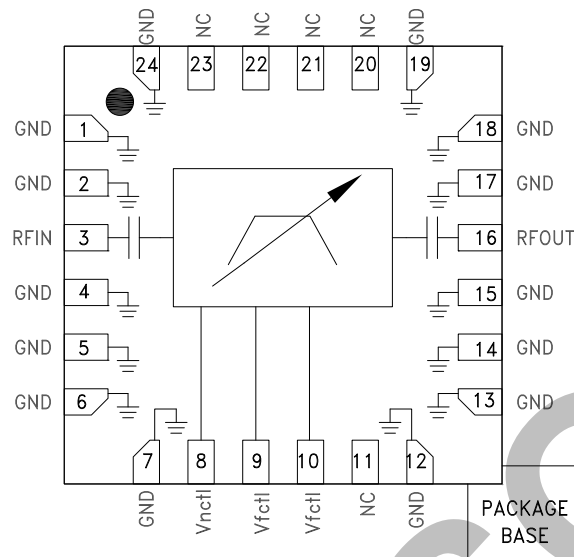 GND NC NC NC NC GND
24 23 22 21 20 19
GND 1 18 GND
GND 2 17 GND
RFIN 3 16 RFOUT
GND 4 15 GND
GND 5 14 GND
GND 6 13 GND
7 8 9 10 11 12
GND Vnctl Vfctl Vfctl NC GND
PACKAGE
BASE